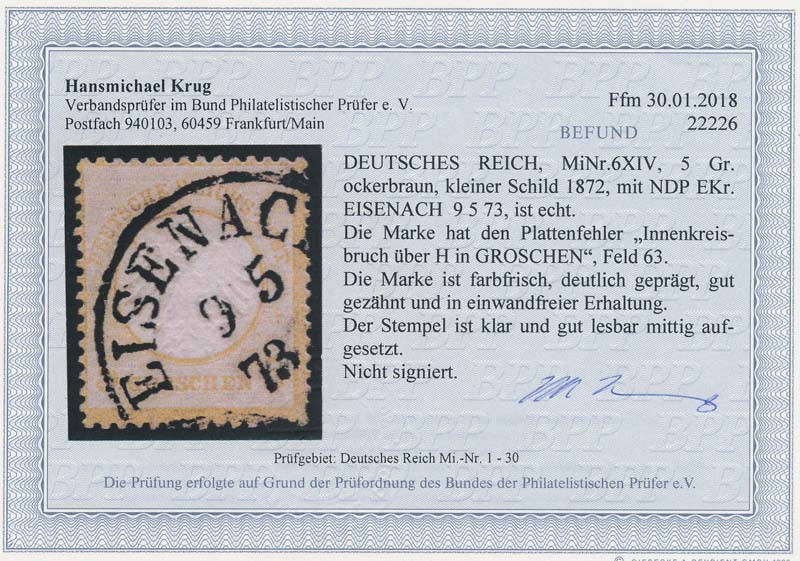 Hansmichael Krug
Verbandsprüfer im Bund Philatelistischer Prüfer e. V.
Postfach 940103, 60459 Frankfurt/Main
Ffm 30.01.2018
22226
BEFUND
DEUTSCHES REICH, MiNr.6XIV, 5 Gr.
ockerbraun, kleiner Schild 1872, mit NDP EKr.
EISENACH 9 5 73, ist echt.
Die Marke hat den Plattenfehler „Innenkreis-
bruch über H in GROSCHEN“, Feld 63.
Die Marke ist farbfrisch, deutlich geprägt, gut
gezähnt und in einwandfreier Erhaltung.
Der Stempel ist klar und gut lesbar mittig auf-
gesetzt.
Nicht signiert.
EISENAC
9 5
73
Prüfgebiet: Deutsches Reich Mi.-Nr. 1 - 30
Die Prüfung erfolgte auf Grund der Prüfordnung des Bundes der Philatelistischen Prüfer e.V.